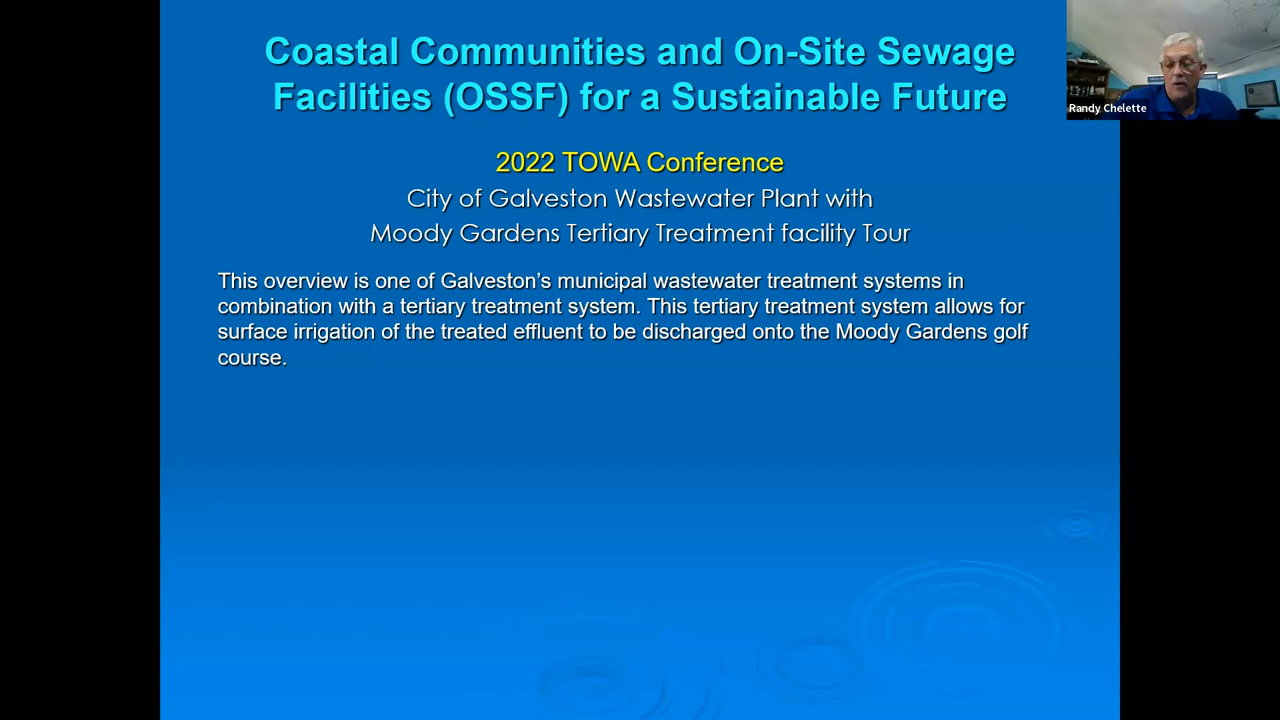 Coastal Communities and On-Site Sewage
Facilities (OSSF) for a Sustainable Future
Randy Chelette
2022 TOWA Conference
City of Galveston Wastewater Plant with
Moody Gardens Tertiary Treatment facility Tour
This overview is one of Galveston’s municipal wastewater treatment systems in
combination with a tertiary treatment system. This tertiary treatment system allows for
surface irrigation of the treated effluent to be discharged onto the Moody Gardens golf
course.